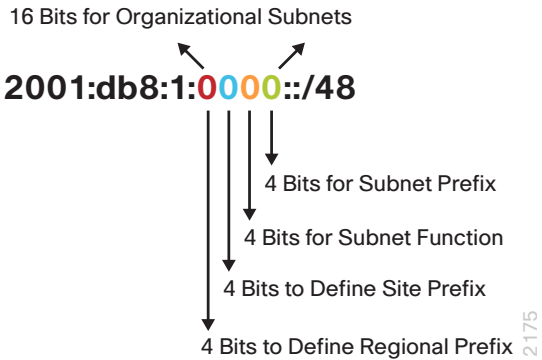 16 Bits for Organizational Subnets
2001:db8:1:0000::/48
4 Bits for Subnet Prefix
4 Bits for Subnet Function
4 Bits to Define Site Prefix
4 Bits to Define Regional Prefix
2175